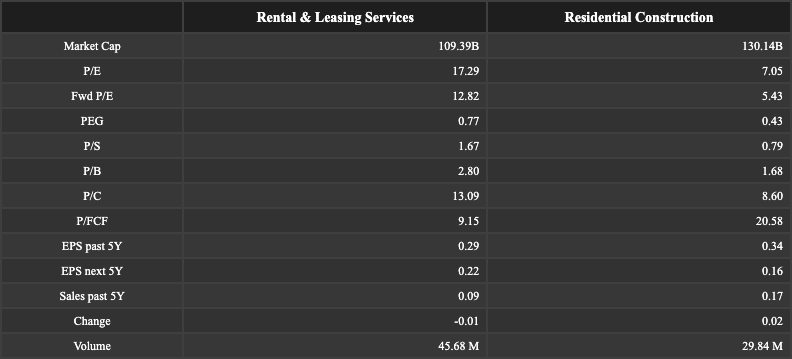 Rental & Leasing Services Residential Construction
Market Cap 109.39B 130.14B
P/E 17.29 7.05
Fwd P/E 12.82 5.43
PEG 0.77 0.43
P/S 1.67 0.79
P/B 2.80 1.68
P/C 13.09 8.60
P/FCF 9.15 20.58
EPS past 5Y 0.29 0.34
EPS next 5Y 0.22 0.16
Sales past 5Y 0.09 0.17
Change -0.01 0.02
Volume 45.68 M 29.84 M